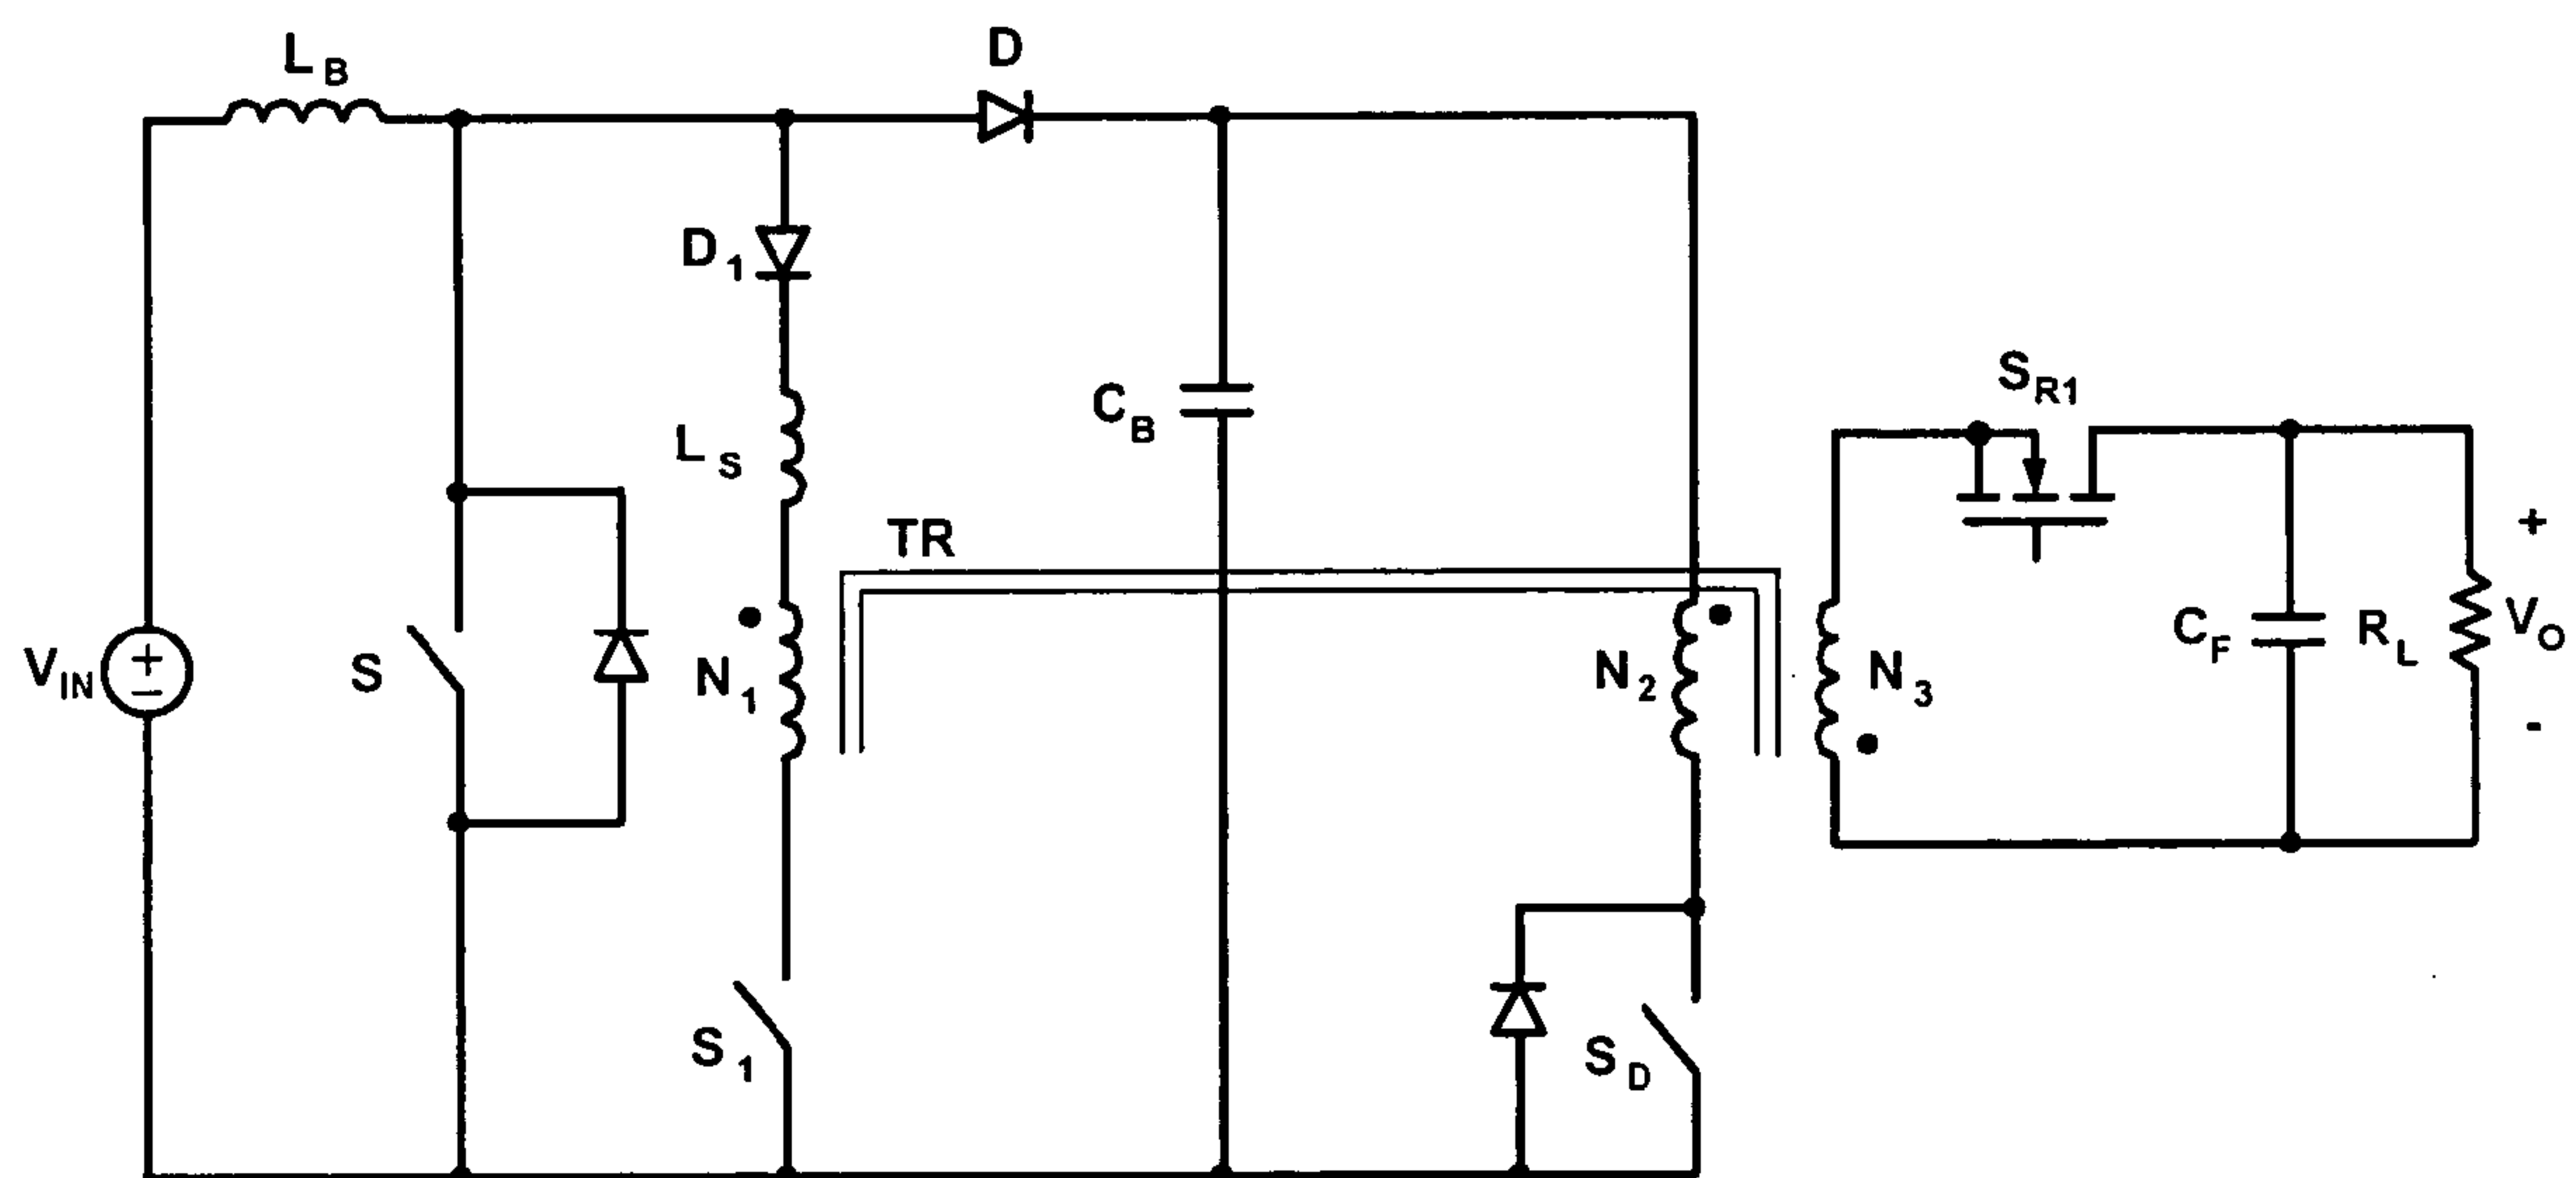 L B
D
D 1
L S
C B
S R1
TR
V IN
+
−
S
N 1
N 2
N 3
C F
R L
+
V O
-
S 1
S D